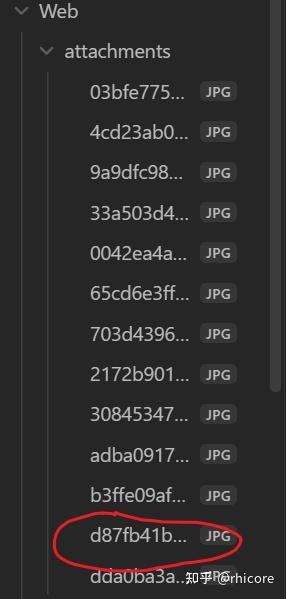 Web
attachments
03bfe775... JPG
4cd23ab0... JPG
9a9dfc98... JPG
33a503d4... JPG
0042ea4a... JPG
65cd6e3ff... JPG
703d4396... JPG
2172b901... JPG
30845347... JPG
adba0917... JPG
b3ffe09af... JPG
d87fb41b... JPG
dda0ba3a... JPG
知乎 @rhicore